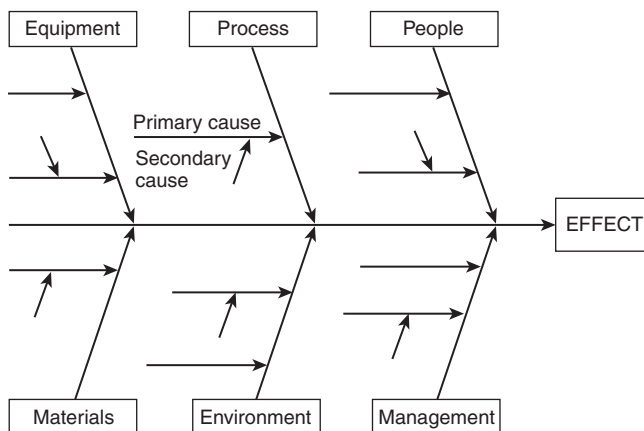 Equipment
Process
People
Primary cause
Secondary
cause
EFFECT
Materials
Environment
Management